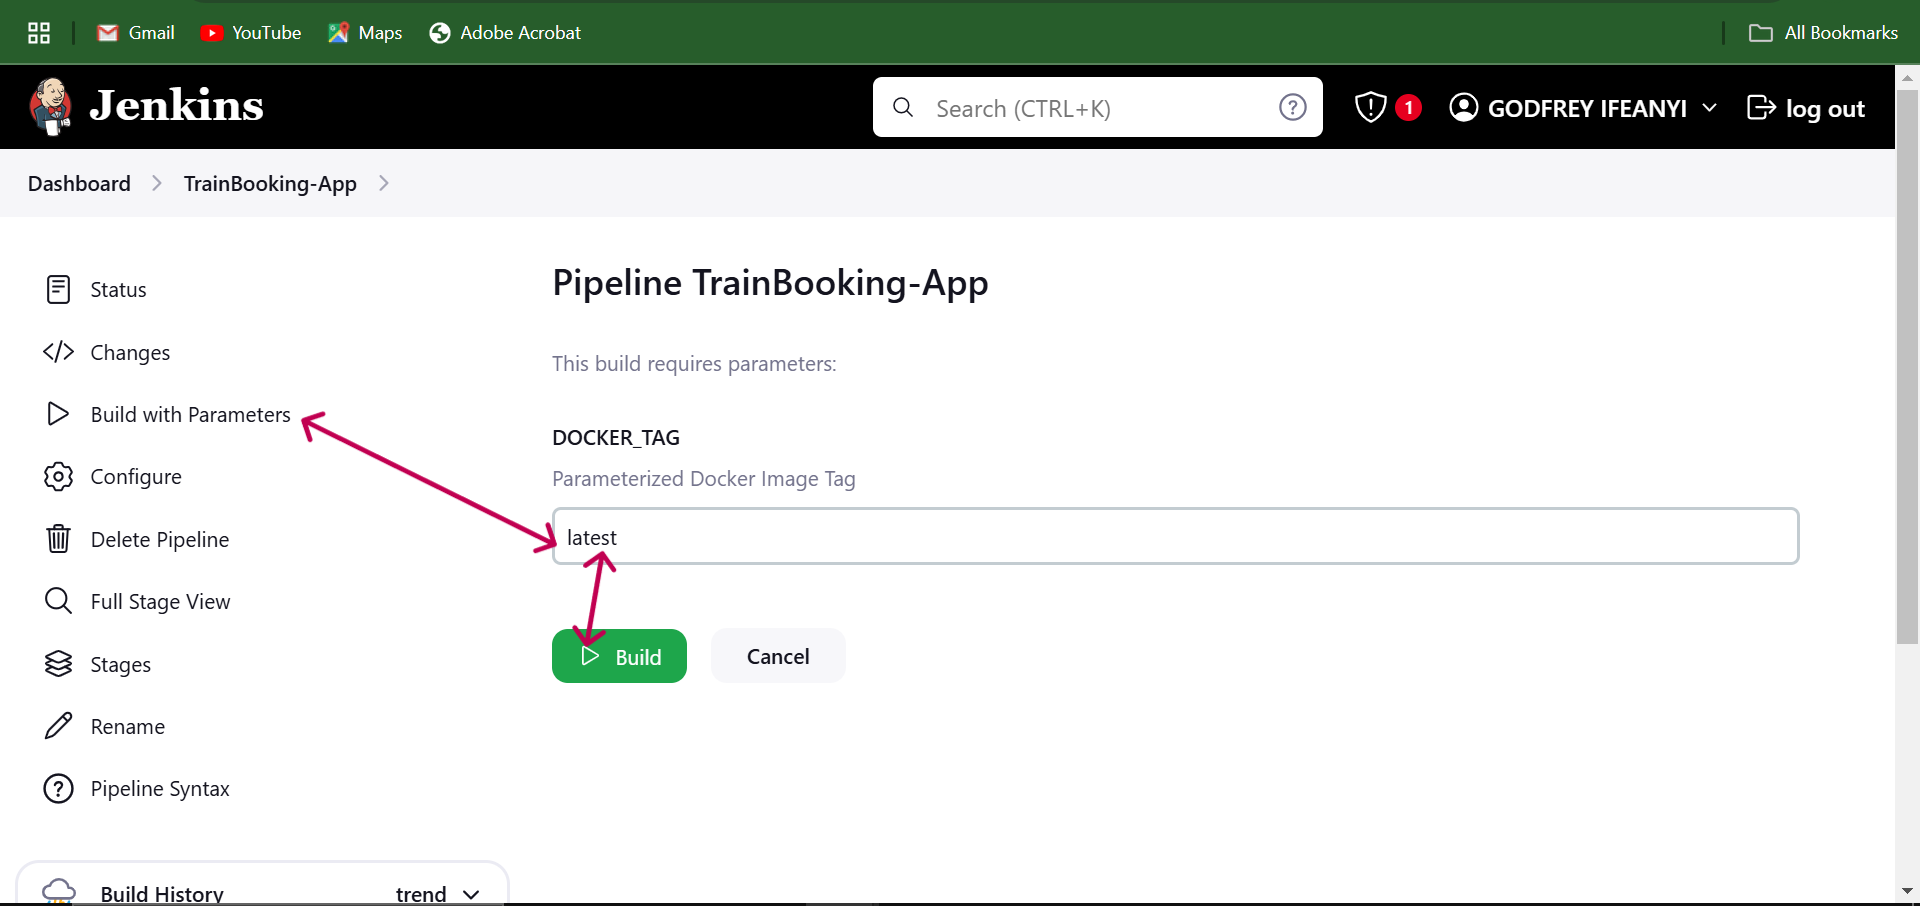 Gmail YouTube Maps Adobe Acrobat All Bookmarks
Jenkins Search (CTRL+K) ? 1 GODFREY IFEANYI log out
Dashboard TrainBooking-App
Status
Changes
Build with Parameters
Configure
Delete Pipeline
Full Stage View
Stages
Rename
Pipeline Syntax
Build History trend
Pipeline TrainBooking-App
This build requires parameters:
DOCKER_TAG
Parameterized Docker Image Tag
latest
Build Cancel